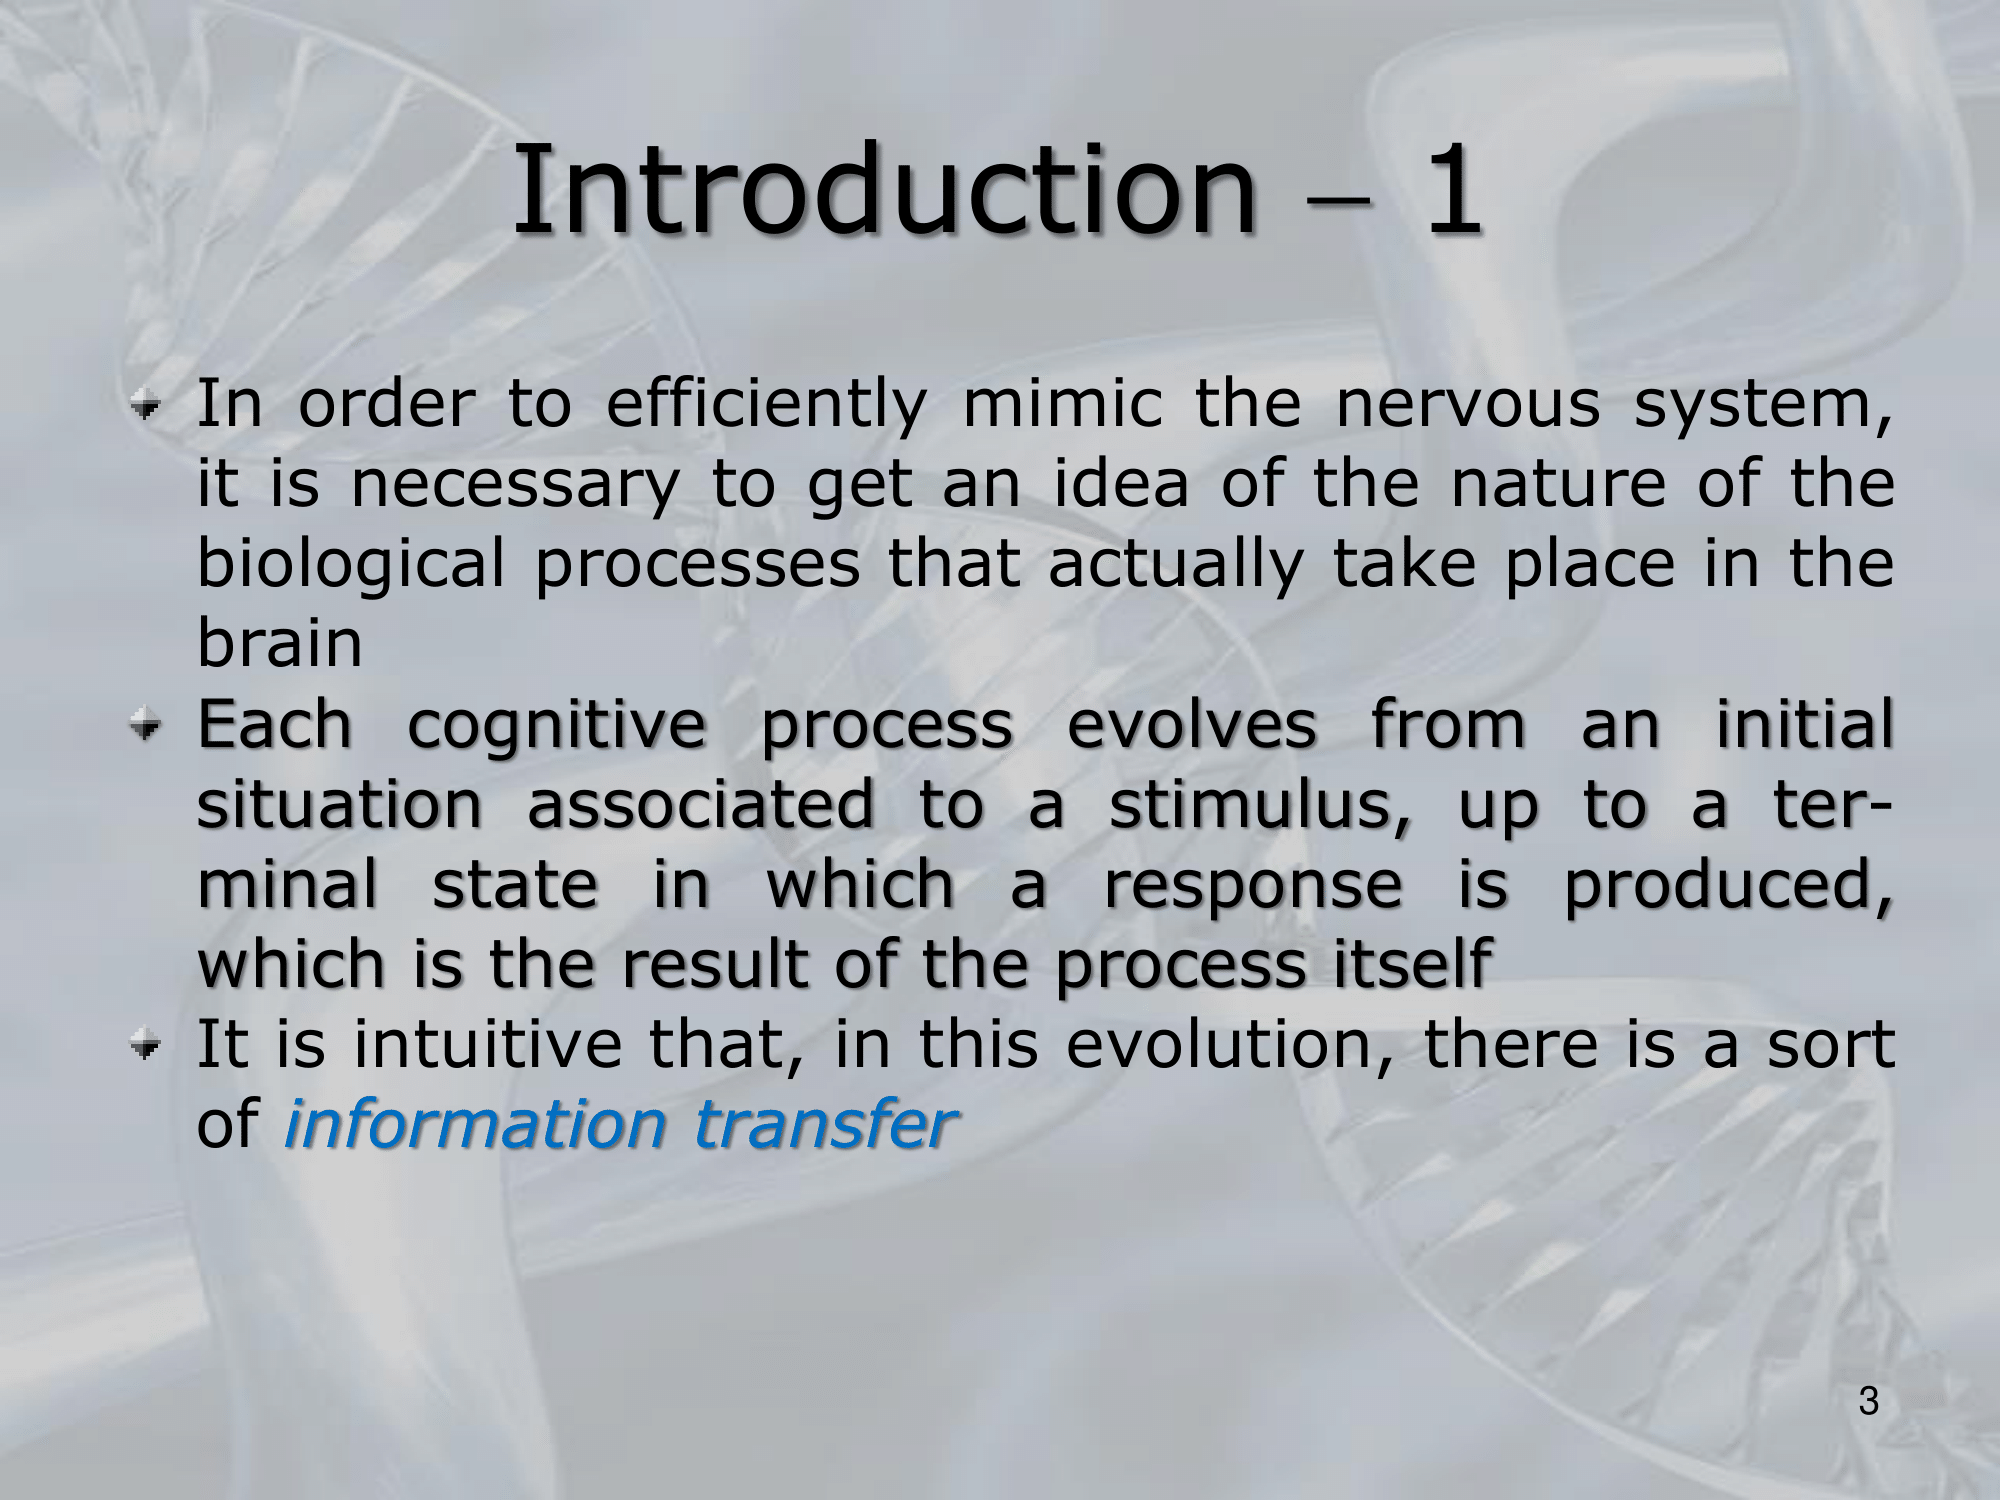 Introduction – 1
In order to efficiently mimic the nervous system,
it is necessary to get an idea of the nature of the
biological processes that actually take place in the
brain
Each cognitive process evolves from an initial
situation associated to a stimulus, up to a ter-
minal state in which a response is produced,
which is the result of the process itself
It is intuitive that, in this evolution, there is a sort
of information transfer
3